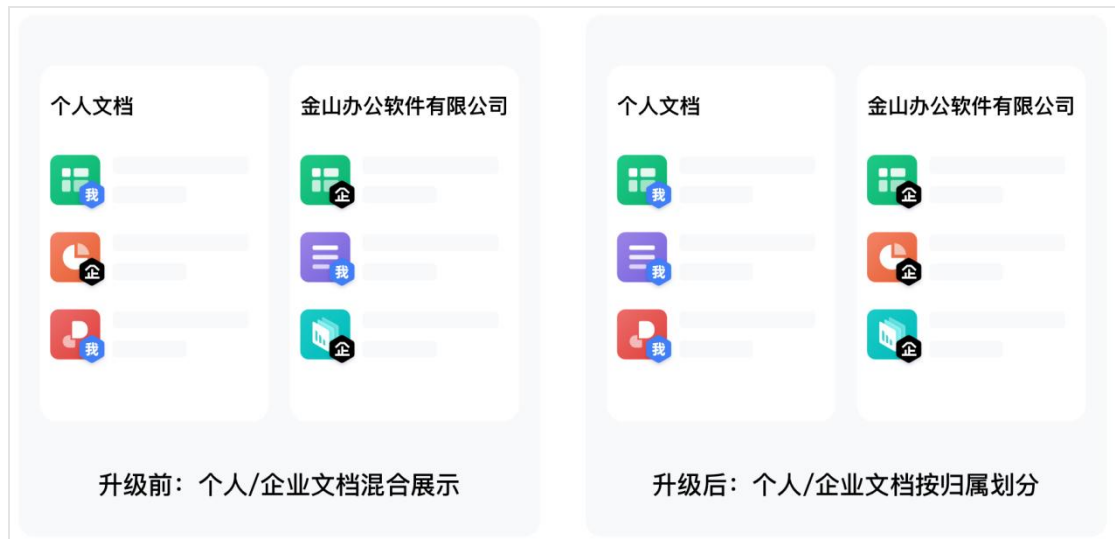 个人文档
我
企
我
金山办公软件有限公司
企
我
企
升级前：个人/企业文档混合展示
个人文档
我
我
我
金山办公软件有限公司
企
企
企
升级后：个人/企业文档按归属划分